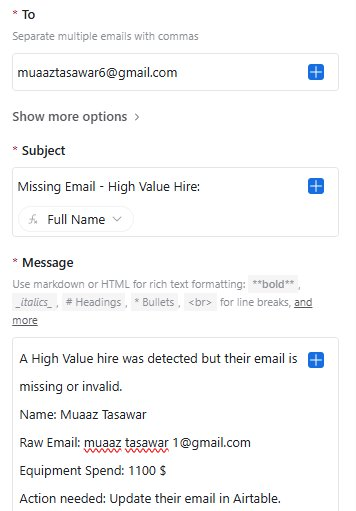 * To
Separate multiple emails with commas
muaaztasawar6@gmail.com
Show more options >
* Subject
Missing Email - High Value Hire:
fx Full Name
* Message
Use markdown or HTML for rich text formatting: **bold** ,
_italics_ , # Headings , * Bullets , <br> for line breaks, and
more
A High Value hire was detected but their email is
missing or invalid.
Name: Muaaz Tasawar
Raw Email: muaaz tasawar 1@gmail.com
Equipment Spend: 1100 $
Action needed: Update their email in Airtable.